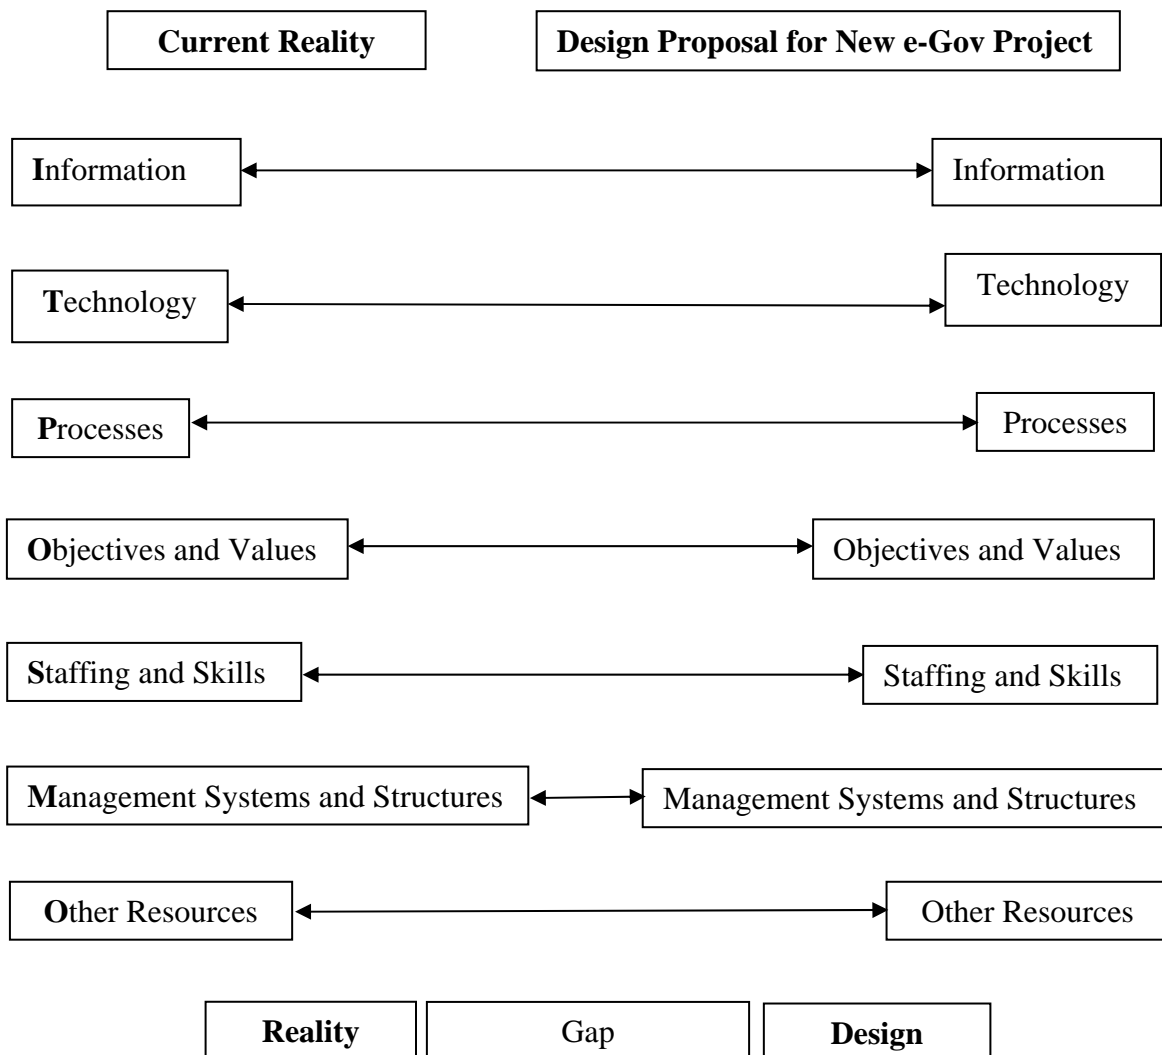 Current Reality
Design Proposal for New e-Gov Project
Information
Information
Technology
Technology
Processes
Processes
Objectives and Values
Objectives and Values
Staffing and Skills
Staffing and Skills
Management Systems and Structures
Management Systems and Structures
Other Resources
Other Resources
Reality
Gap
Design